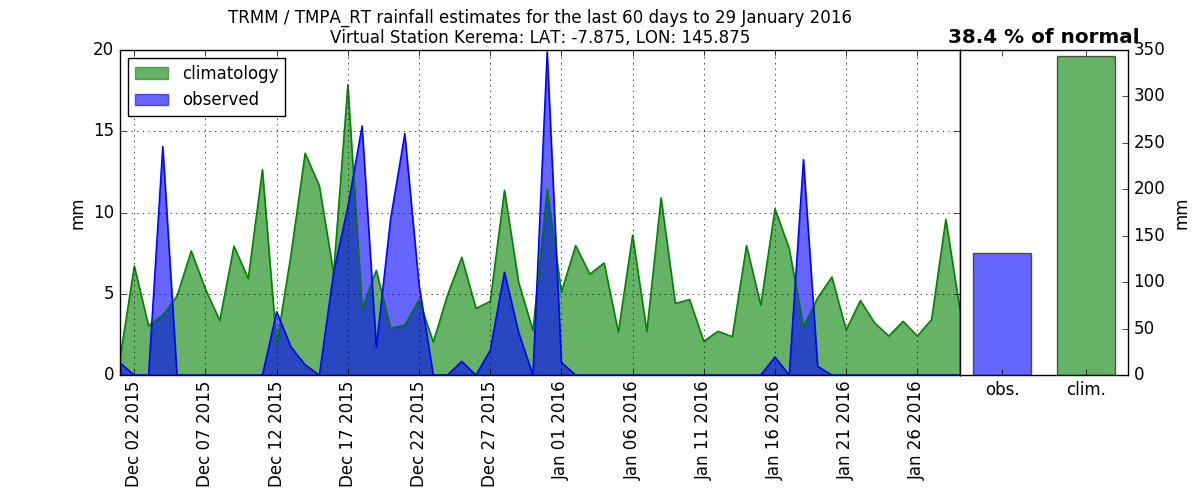 TRMM / TMPA_RT rainfall estimates for the last 60 days to 29 January 2016
Virtual Station Kerema: LAT: -7.875, LON: 145.875
38.4 % of normal
climatology
observed
20
15
10
5
0
mm
Dec 02 2015
Dec 07 2015
Dec 12 2015
Dec 17 2015
Dec 22 2015
Dec 27 2015
Jan 01 2016
Jan 06 2016
Jan 11 2016
Jan 16 2016
Jan 21 2016
Jan 26 2016
obs.
clim.
350
300
250
200
150
100
50
0
mm